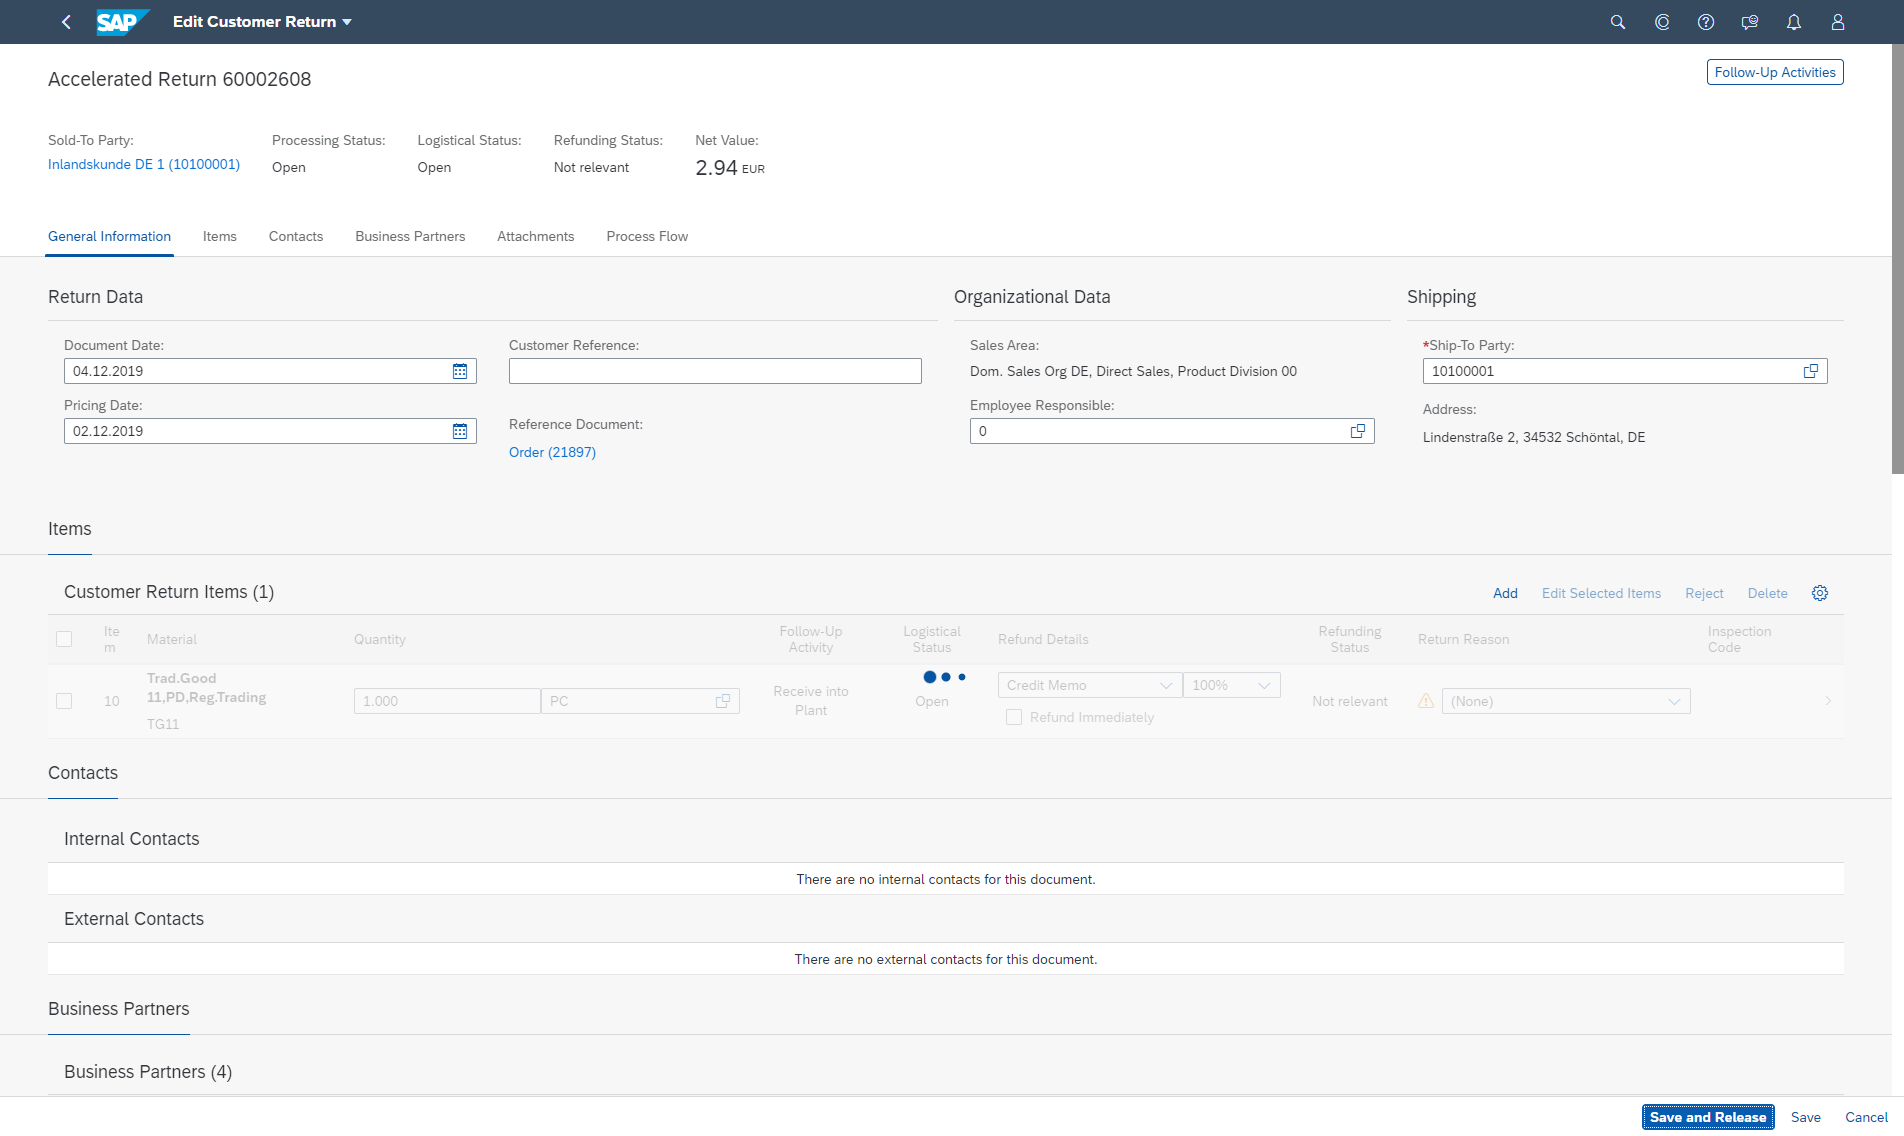 SAP Edit Customer Return
Accelerated Return 60002608
Follow-Up Activities
Sold-To Party:
Inlandskunde DE 1 (10100001)
Processing Status:
Open
Logistical Status:
Open
Refunding Status:
Not relevant
Net Value:
2.94 EUR
General Information Items Contacts Business Partners Attachments Process Flow
Return Data
Document Date:
04.12.2019
Pricing Date:
02.12.2019
Customer Reference:
Reference Document:
Order (21897)
Organizational Data
Sales Area:
Dom. Sales Org DE, Direct Sales, Product Division 00
Employee Responsible:
0
Shipping
*Ship-To Party:
10100001
Address:
Lindenstraße 2, 34532 Schöntal, DE
Items
Customer Return Items (1)
Add Edit Selected Items Reject Delete
Ite
m
Material
Quantity
Follow-Up
Activity
Logistical
Status
Refund Details
Refunding
Status
Return Reason
Inspection
Code
10
Trad.Good
11,PD,Reg.Trading
TG11
1.000
PC
Receive into
Plant
Open
Credit Memo
100%
Refund Immediately
Not relevant
(None)
Contacts
Internal Contacts
There are no internal contacts for this document.
External Contacts
There are no external contacts for this document.
Business Partners
Business Partners (4)
Save and Release Save Cancel